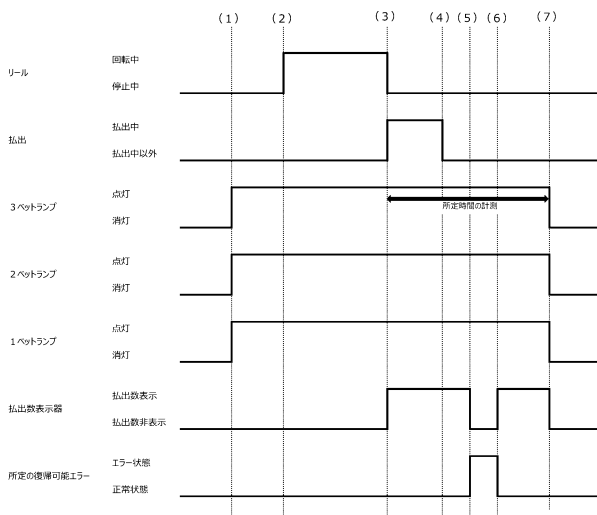 (1) (2) (3) (4) (5) (6) (7)
リール
回転中
停止中
払出
払出中
払出中以外
3ベットランプ
点灯
消灯
所定時間の計測
2ベットランプ
点灯
消灯
1ベットランプ
点灯
消灯
払出数表示器
払出数表示
払出数非表示
所定の復帰可能エラー
エラー状態
正常状態